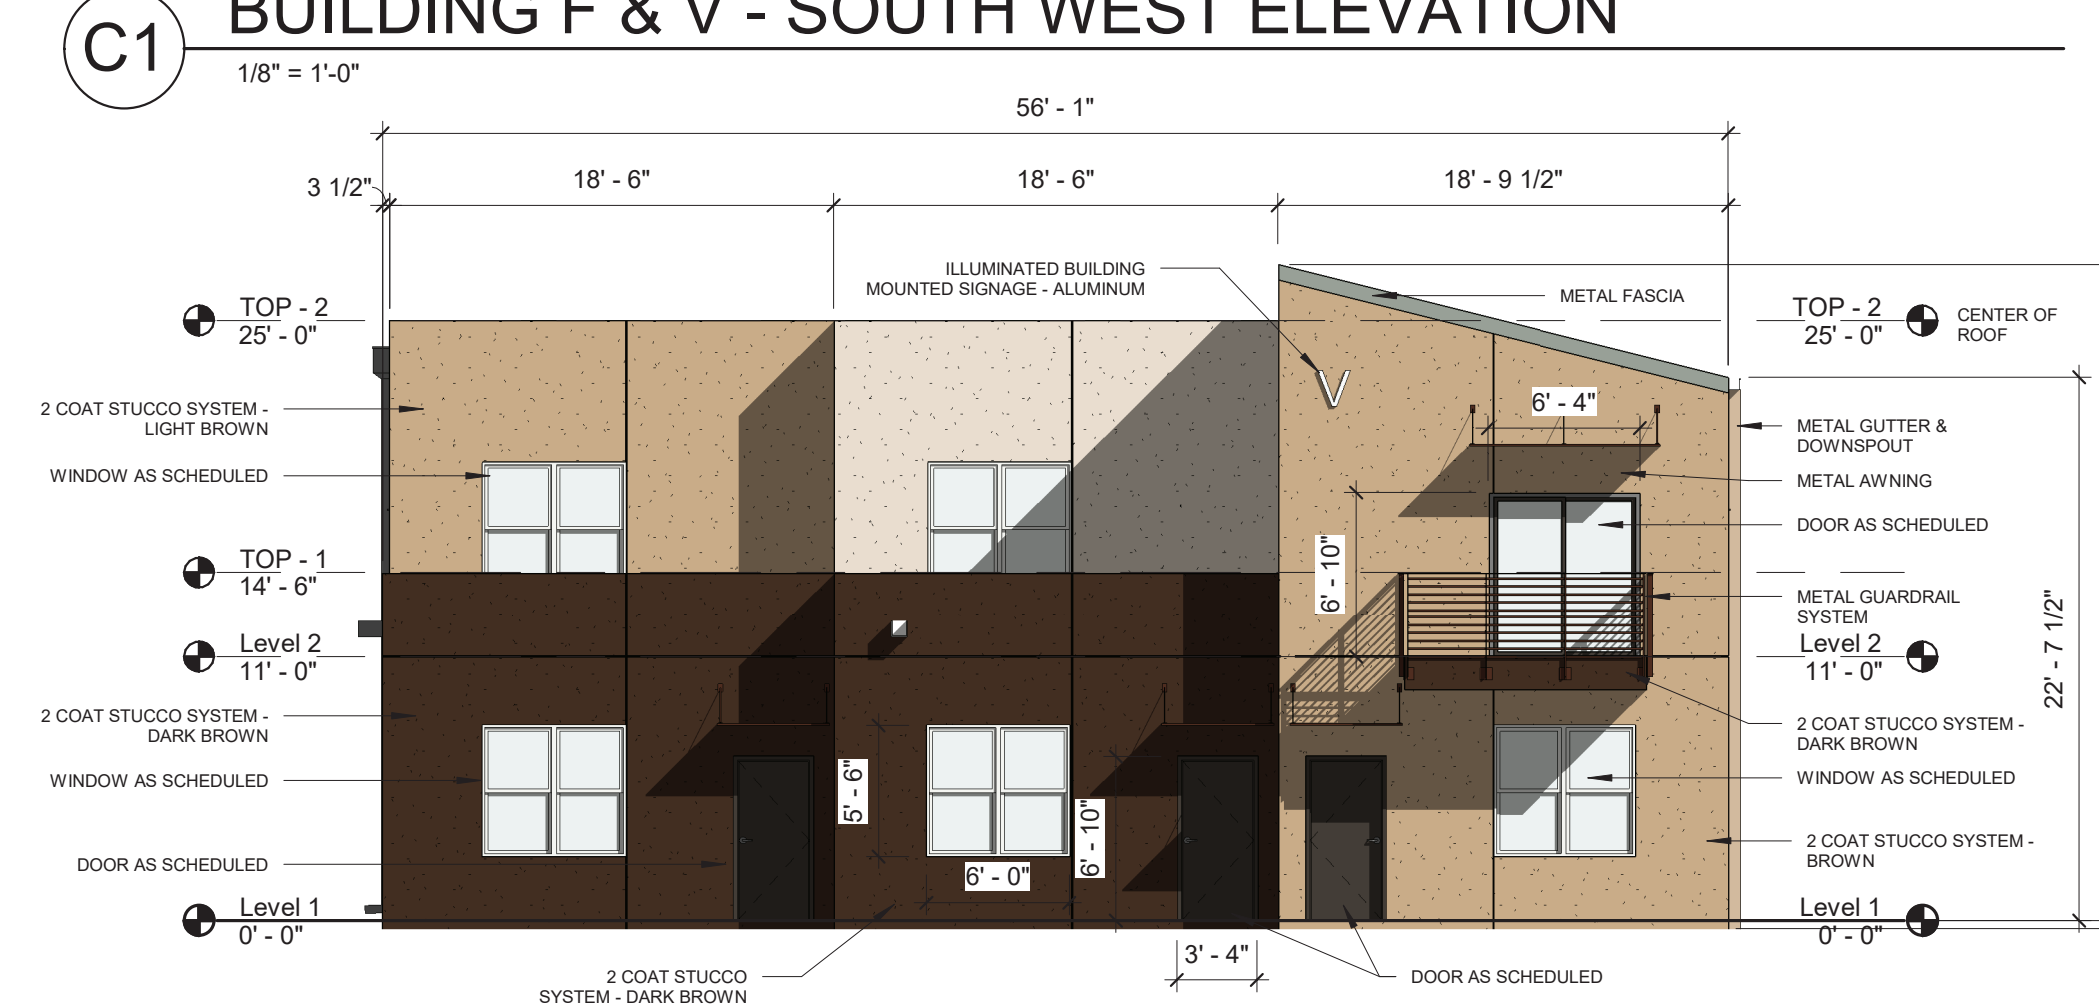 BUILDING F & V - SOUTH WEST ELEVATION
C1
1/8" = 1'-0"
56' - 1"
3 1/2"
18' - 6"
18' - 6"
18' - 9 1/2"
ILLUMINATED BUILDING
MOUNTED SIGNAGE - ALUMINUM
METAL FASCIA
TOP - 2
25' - 0"
TOP - 2
25' - 0"
CENTER OF
ROOF
V
6' - 4"
2 COAT STUCCO SYSTEM -
LIGHT BROWN
METAL GUTTER &
DOWNSPOUT
WINDOW AS SCHEDULED
METAL AWNING
DOOR AS SCHEDULED
6' - 10"
TOP - 1
14' - 6"
METAL GUARDRAIL
SYSTEM
22' - 7 1/2"
Level 2
11' - 0"
Level 2
11' - 0"
2 COAT STUCCO SYSTEM -
DARK BROWN
2 COAT STUCCO SYSTEM -
DARK BROWN
WINDOW AS SCHEDULED
5' - 6"
6' - 10"
WINDOW AS SCHEDULED
2 COAT STUCCO SYSTEM -
BROWN
DOOR AS SCHEDULED
6' - 0"
Level 1
0' - 0"
Level 1
0' - 0"
3' - 4"
2 COAT STUCCO
SYSTEM - DARK BROWN
DOOR AS SCHEDULED